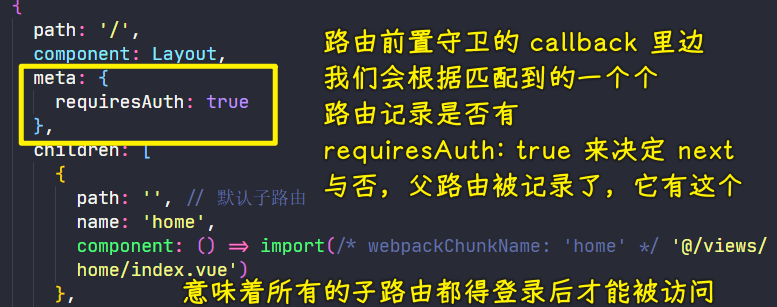 {
path: '/',
component: Layout,
meta: {
requiresAuth: true
},
children: [
{
path: '', // 默认子路由
name: 'home',
component: () => import(/* webpackChunkName: 'home' */ '@/views/
home/index.vue')
},
路由前置守卫的 callback 里边
我们会根据匹配到的一个个
路由记录是否有
requiresAuth: true 来决定 next
与否，父路由被记录了，它有这个
意味着所有的子路由都得登录后才能被访问